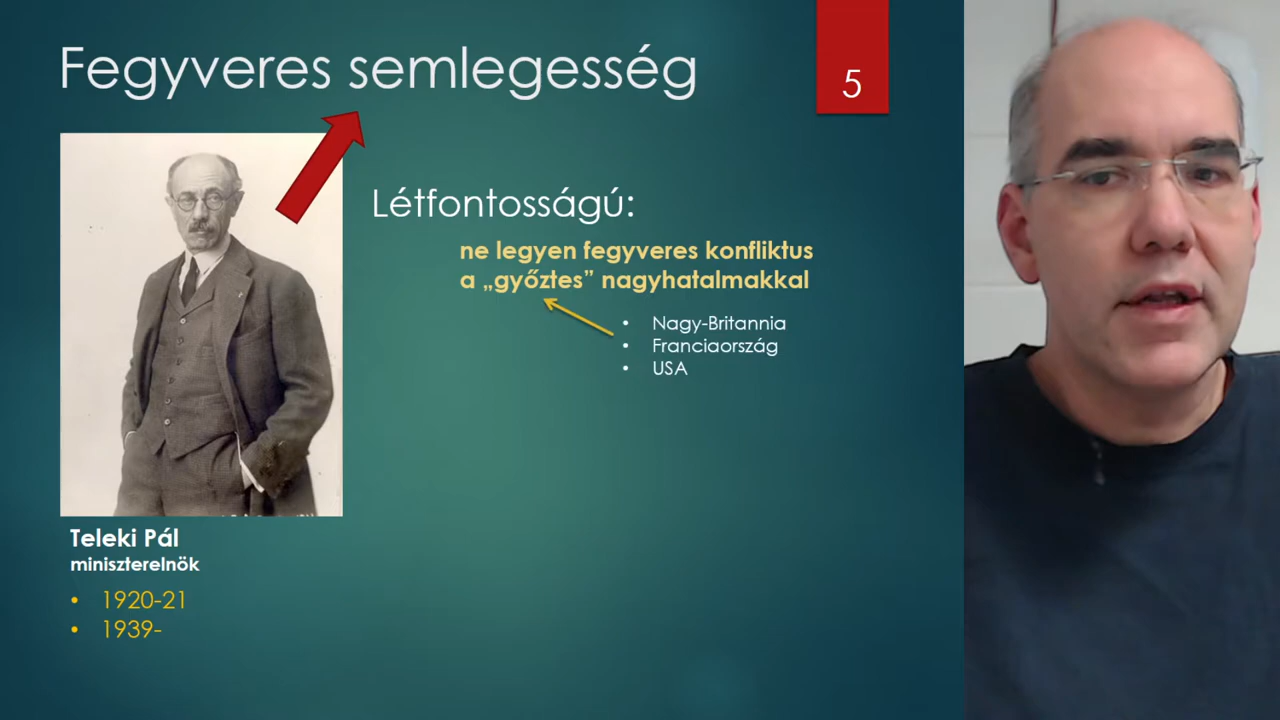 Fegyveres semlegesség
5
Létfontosságú:
ne legyen fegyveres konfliktus
a „győztes” nagyhatalmakkal
• Nagy-Britannia
• Franciaország
• USA
Teleki Pál
miniszterelnök
• 1920-21
• 1939-